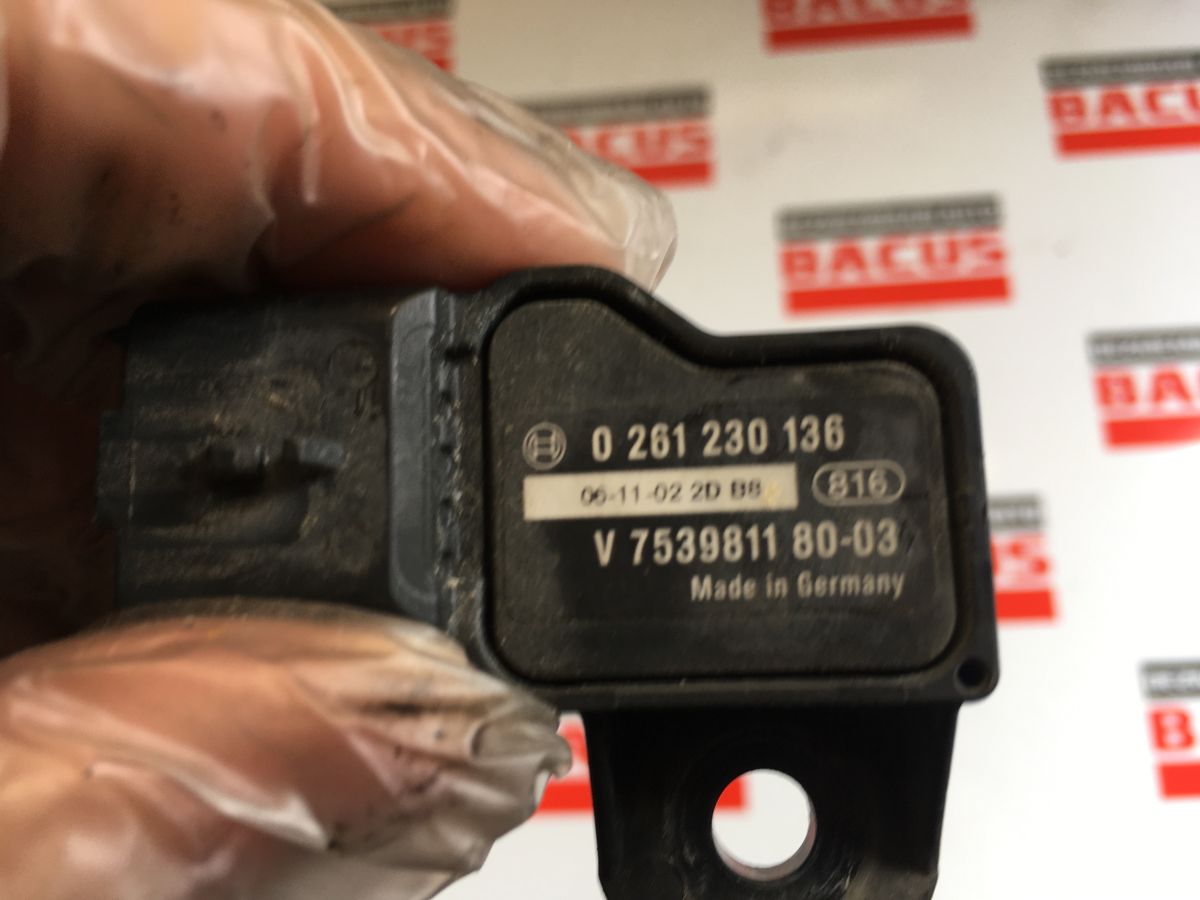 BACUS
BACUS
BACUS
BACUS
0 261 230 136
06-11-02 2D B8
816
V 7539811 80-03
Made in Germany